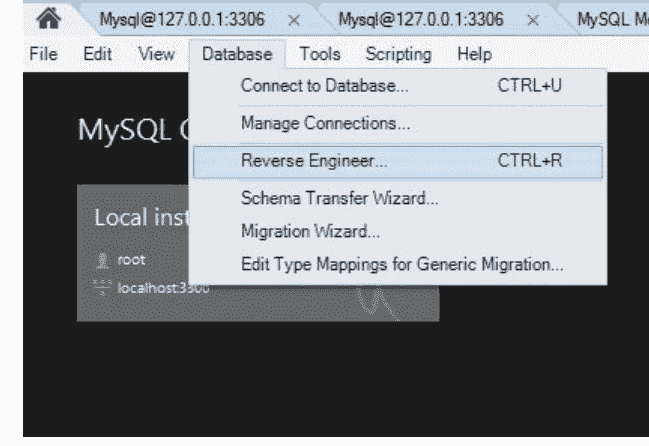 Mysql@127.0.0.1:3306 × Mysql@127.0.0.1:3306 × MySQL
File Edit View Database Tools Scripting Help
Connect to Database... CTRL+U
Manage Connections...
Reverse Engineer... CTRL+R
Schema Transfer Wizard...
Migration Wizard...
Edit Type Mappings for Generic Migration...
MySQL
Local inst
root
localhost:3306